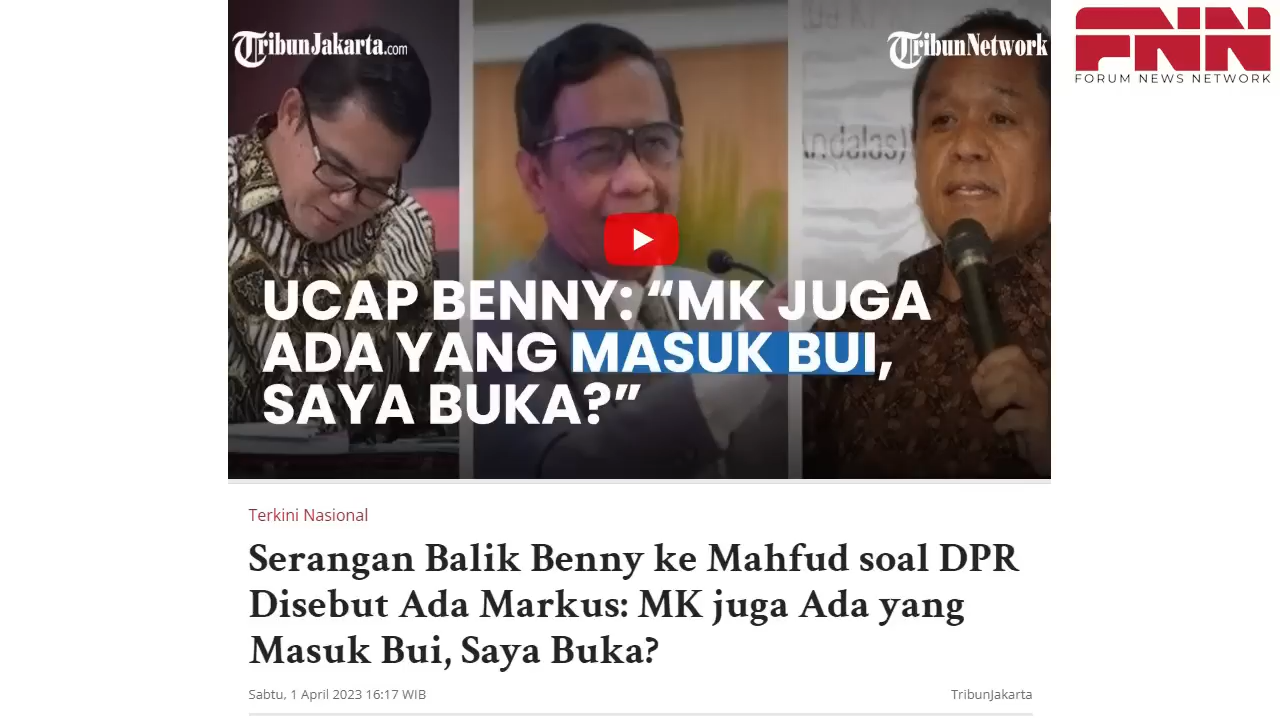 TribunJakarta.com
TribunNetwork
FNN
FORUM NEWS NETWORK
andalas)
UCAP BENNY: “MK JUGA
ADA YANG MASUK BUI,
SAYA BUKA?”
Terkini Nasional
Serangan Balik Benny ke Mahfud soal DPR
Disebut Ada Markus: MK juga Ada yang
Masuk Bui, Saya Buka?
Sabtu, 1 April 2023 16:17 WIB
TribunJakarta